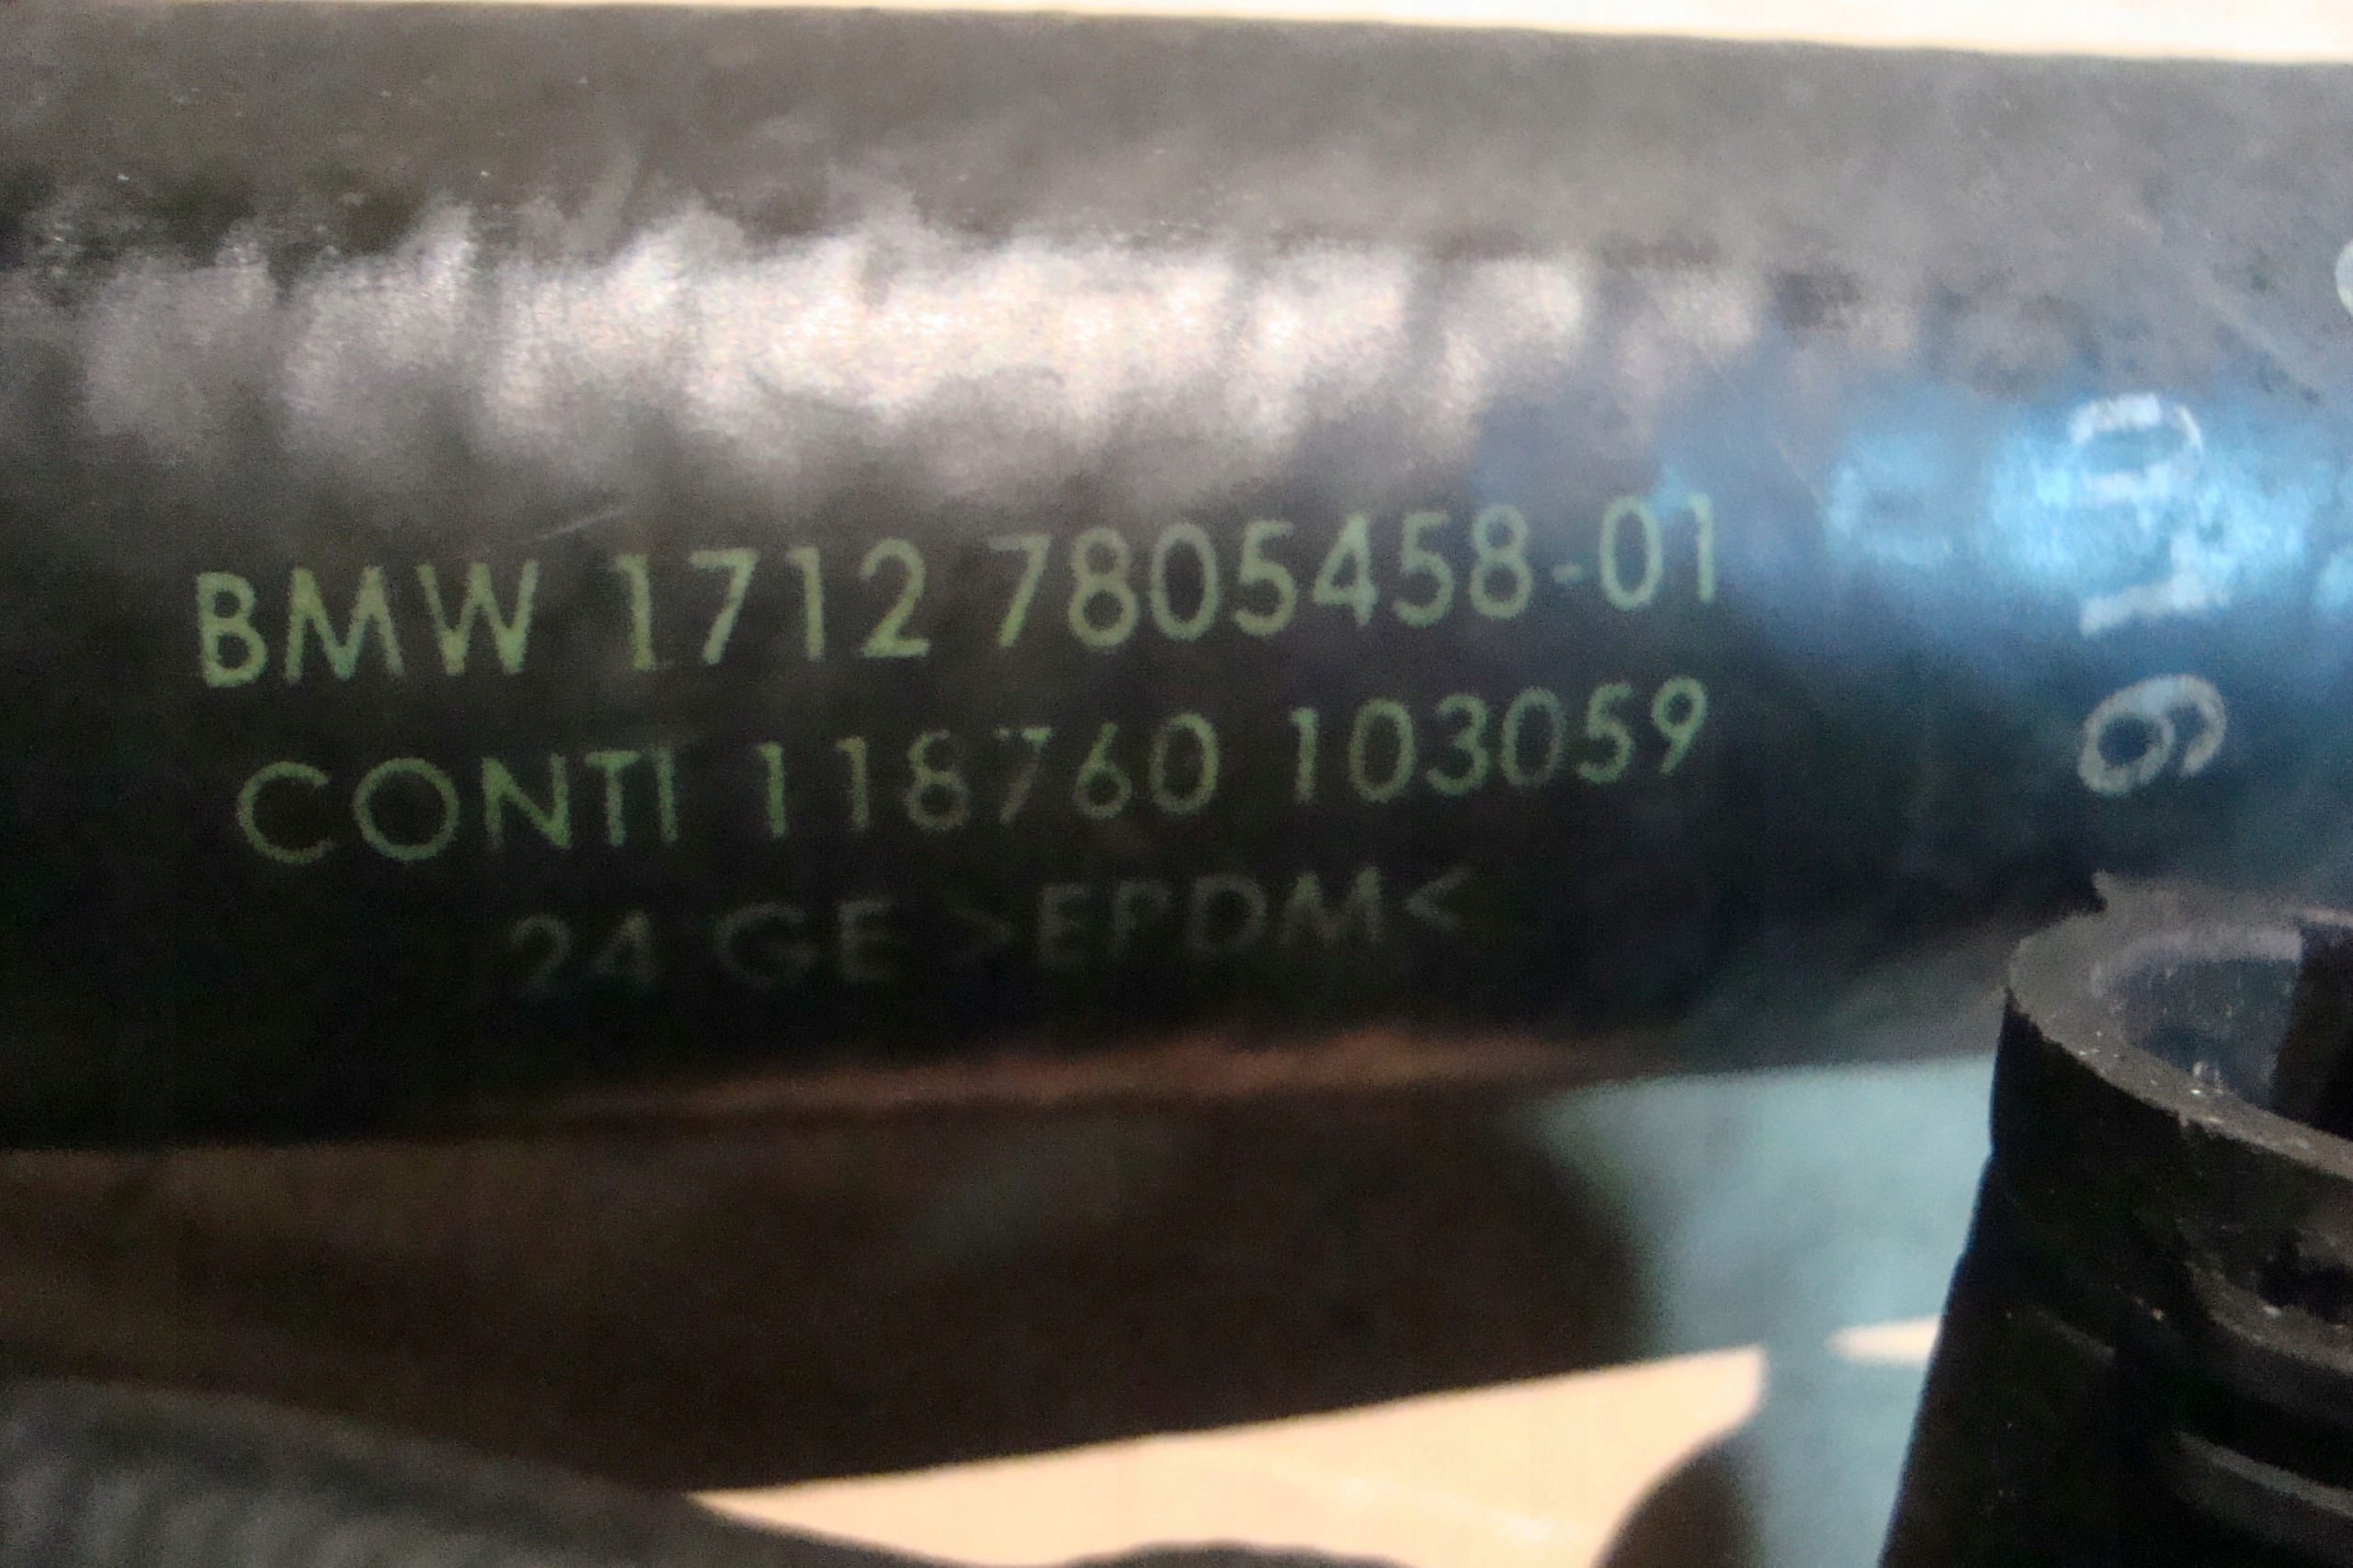 BMW 1712 7805458-01
CONTI 118760 103059
24 GE >EPDM<